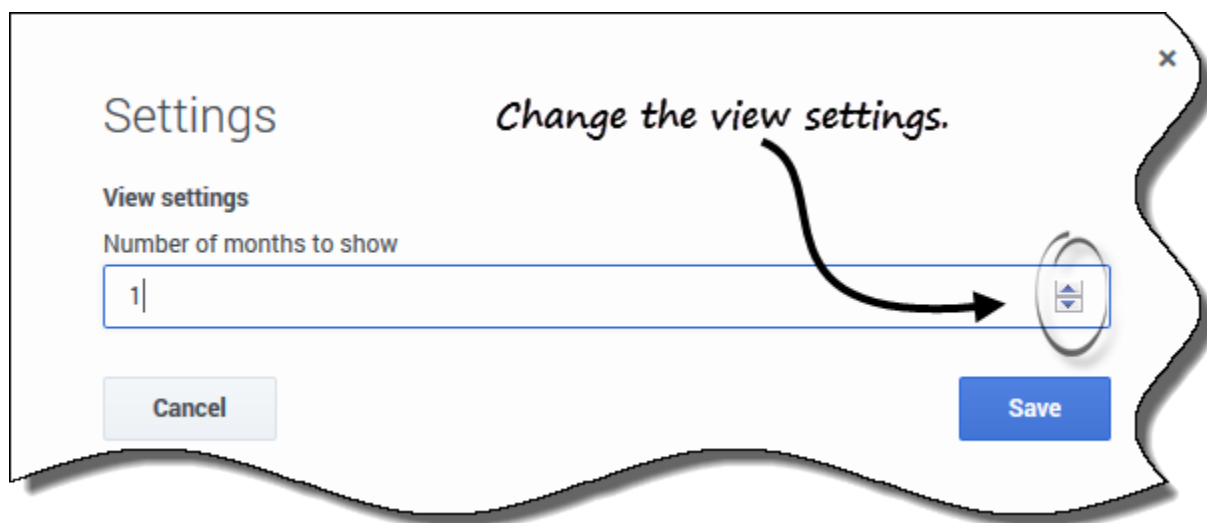 ×
Settings
Change the view settings.
View settings
Number of months to show
1
Cancel
Save